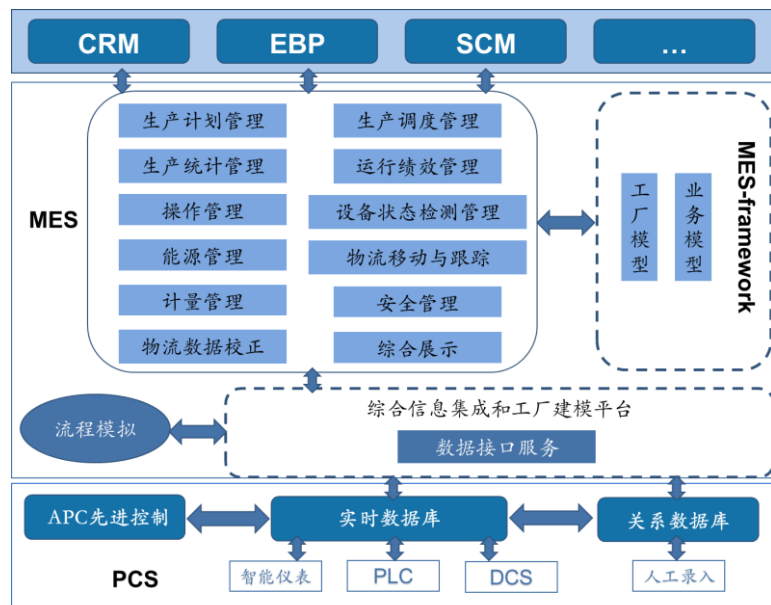 CRM
EBP
SCM
...
MES
生产计划管理
生产调度管理
生产统计管理
运行绩效管理
操作管理
设备状态检测管理
能源管理
物流移动与跟踪
计量管理
安全管理
物流数据校正
综合展示
工厂模型
业务模型
MES-framework
流程模拟
综合信息集成和工厂建模平台
数据接口服务
APC先进控制
实时数据库
关系数据库
PCS
智能仪表
PLC
DCS
人工录入